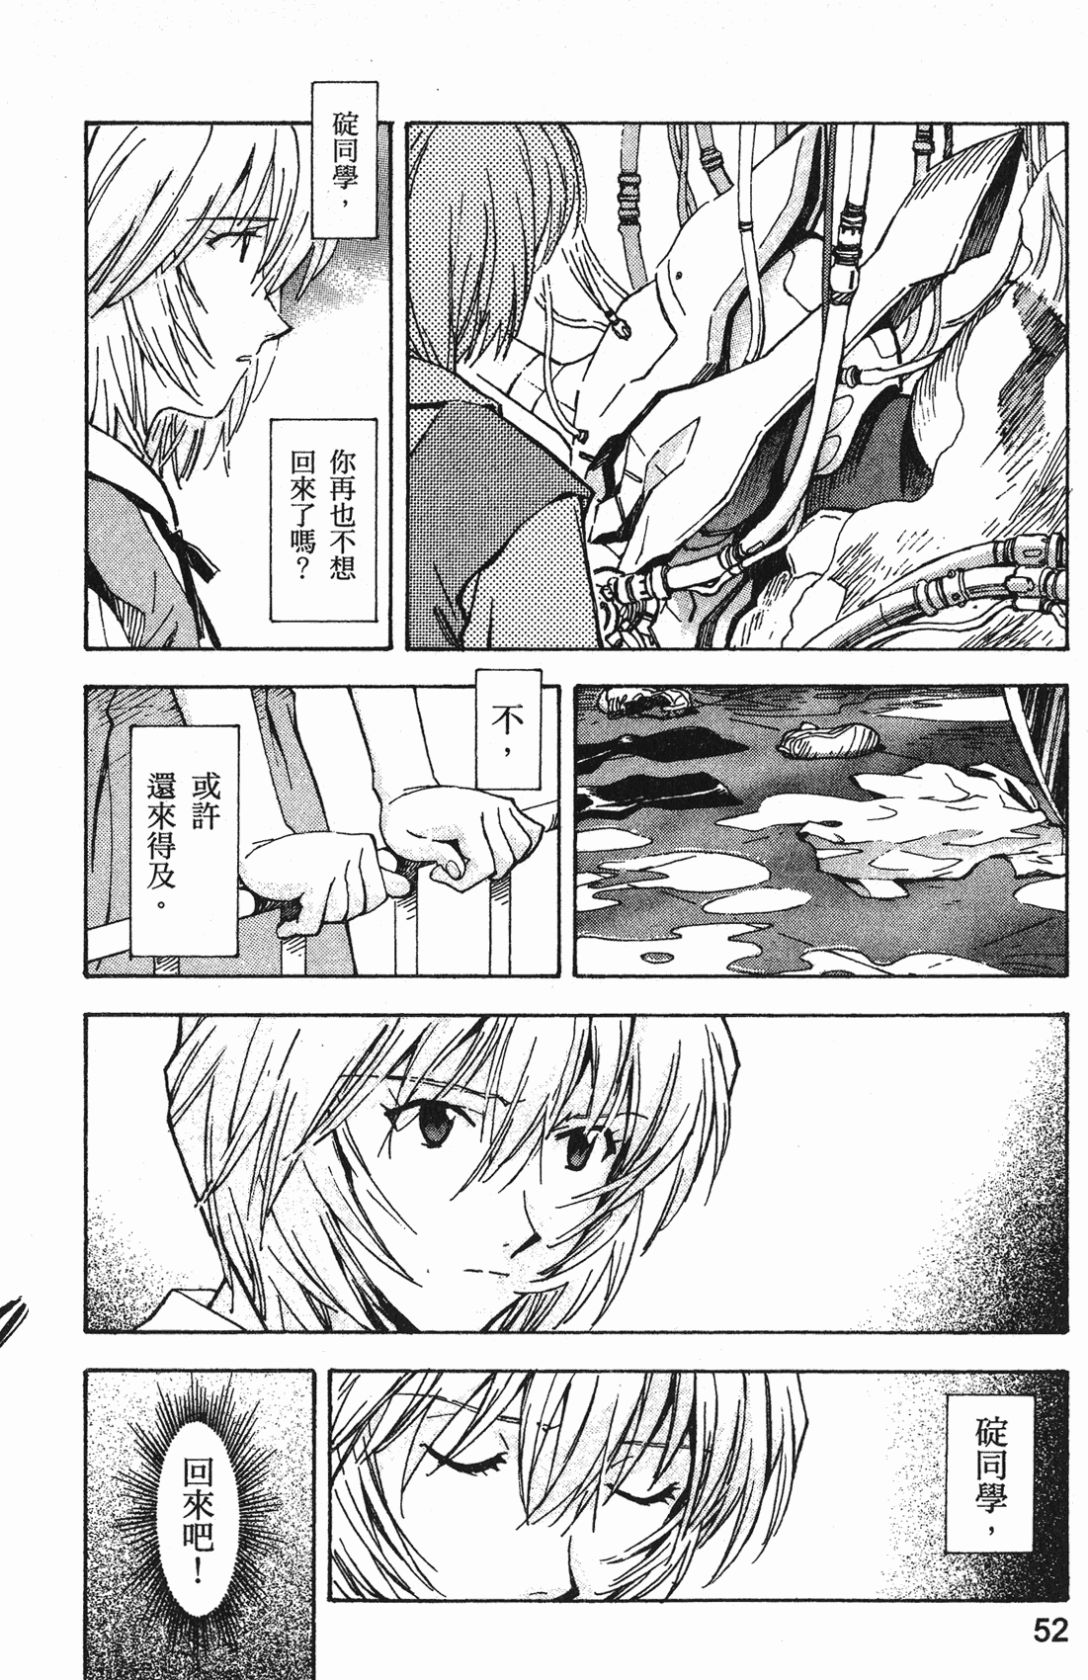 碇同學，
你再也不想
回來了嗎？
不，
或許
還來得及。
碇同學，
回來吧！
52